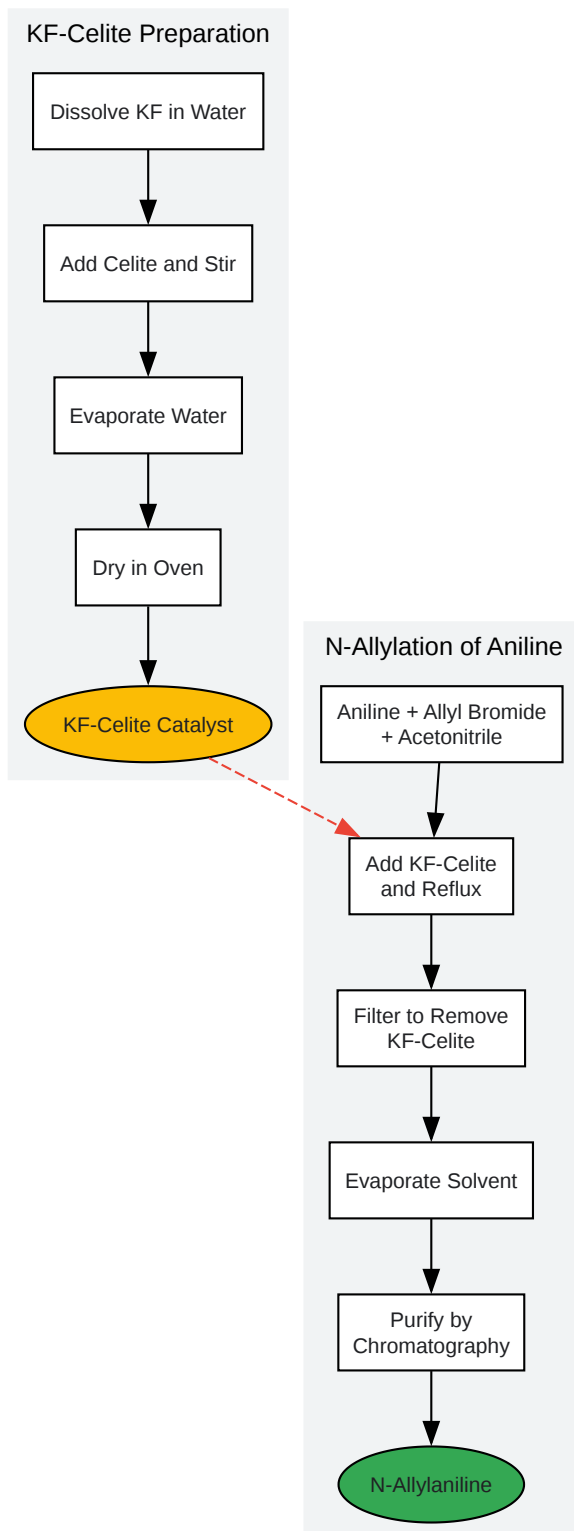 KF-Celite Preparation
Dissolve KF in Water
Add Celite and Stir
Evaporate Water
Dry in Oven
KF-Celite Catalyst
N-Allylation of Aniline
Aniline + Allyl Bromide
+ Acetonitrile
Add KF-Celite
and Reflux
Filter to Remove
KF-Celite
Evaporate Solvent
Purify by
Chromatography
N-Allylaniline